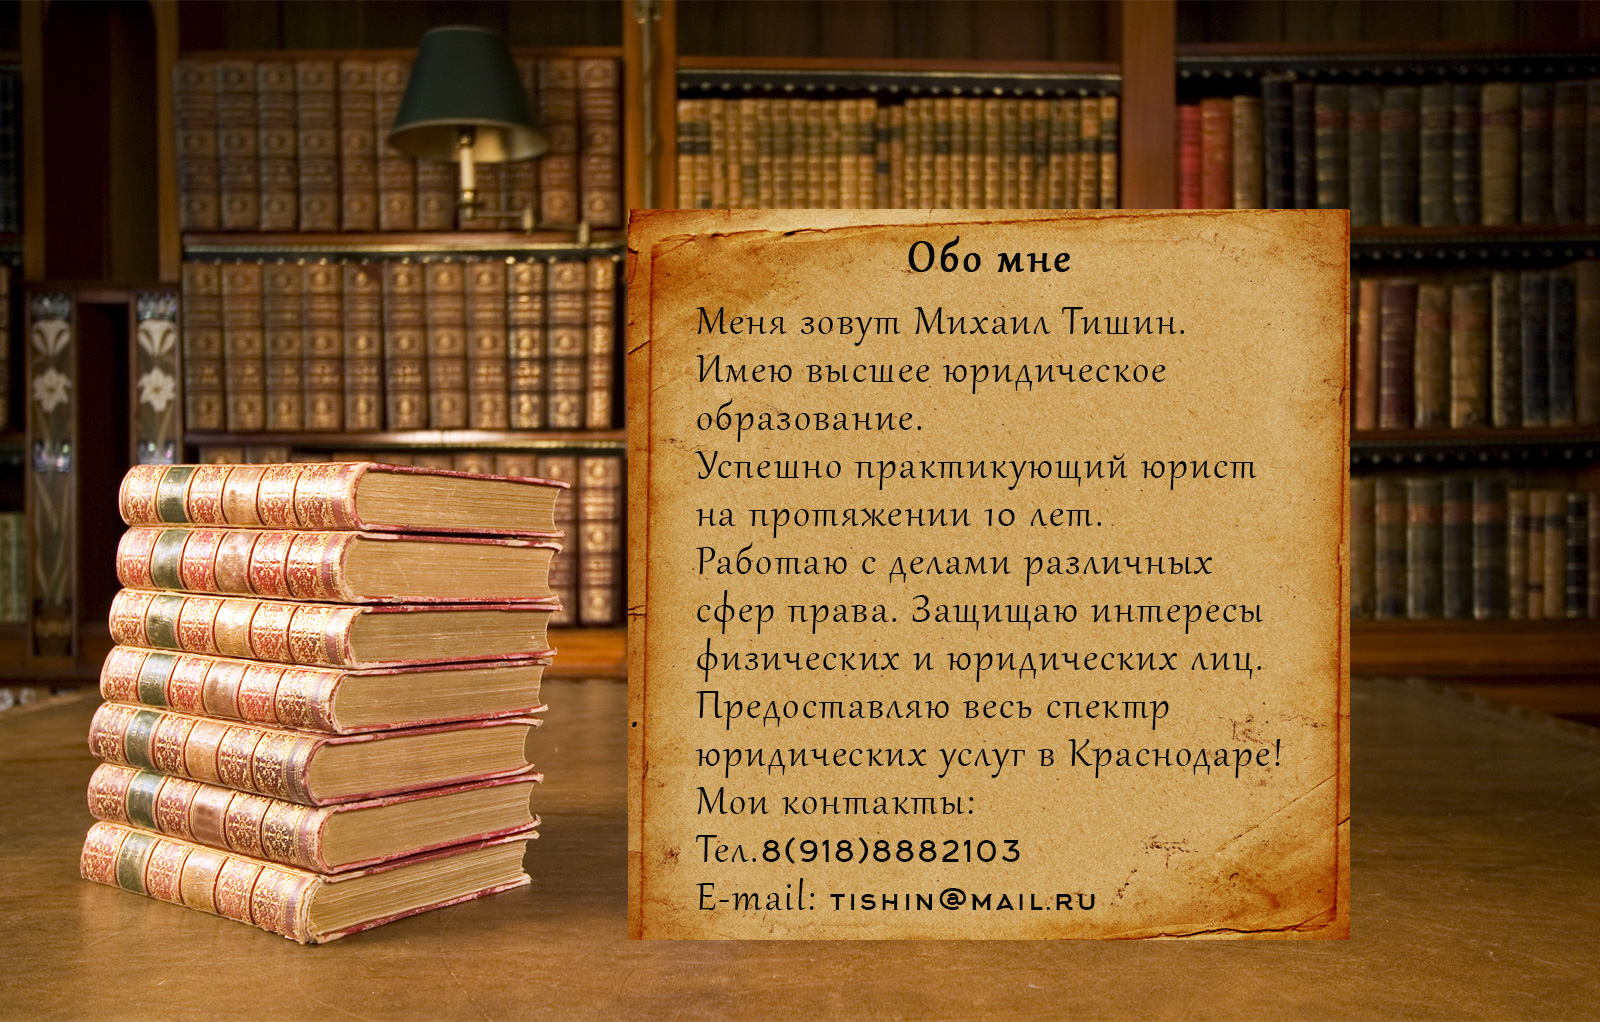 Обо мне
Меня зовут Михаил Тишин.
Имею высшее юридическое
образование.
Успешно практикующий юрист
на протяжении 10 лет.
Работаю с делами различных
сфер права. Защищаю интересы
физических и юридических лиц.
Предоставляю весь спектр
юридических услуг в Краснодаре!
Мои контакты:
Тел.8(918)8882103
E-mail: TISHIN@MAIL.RU